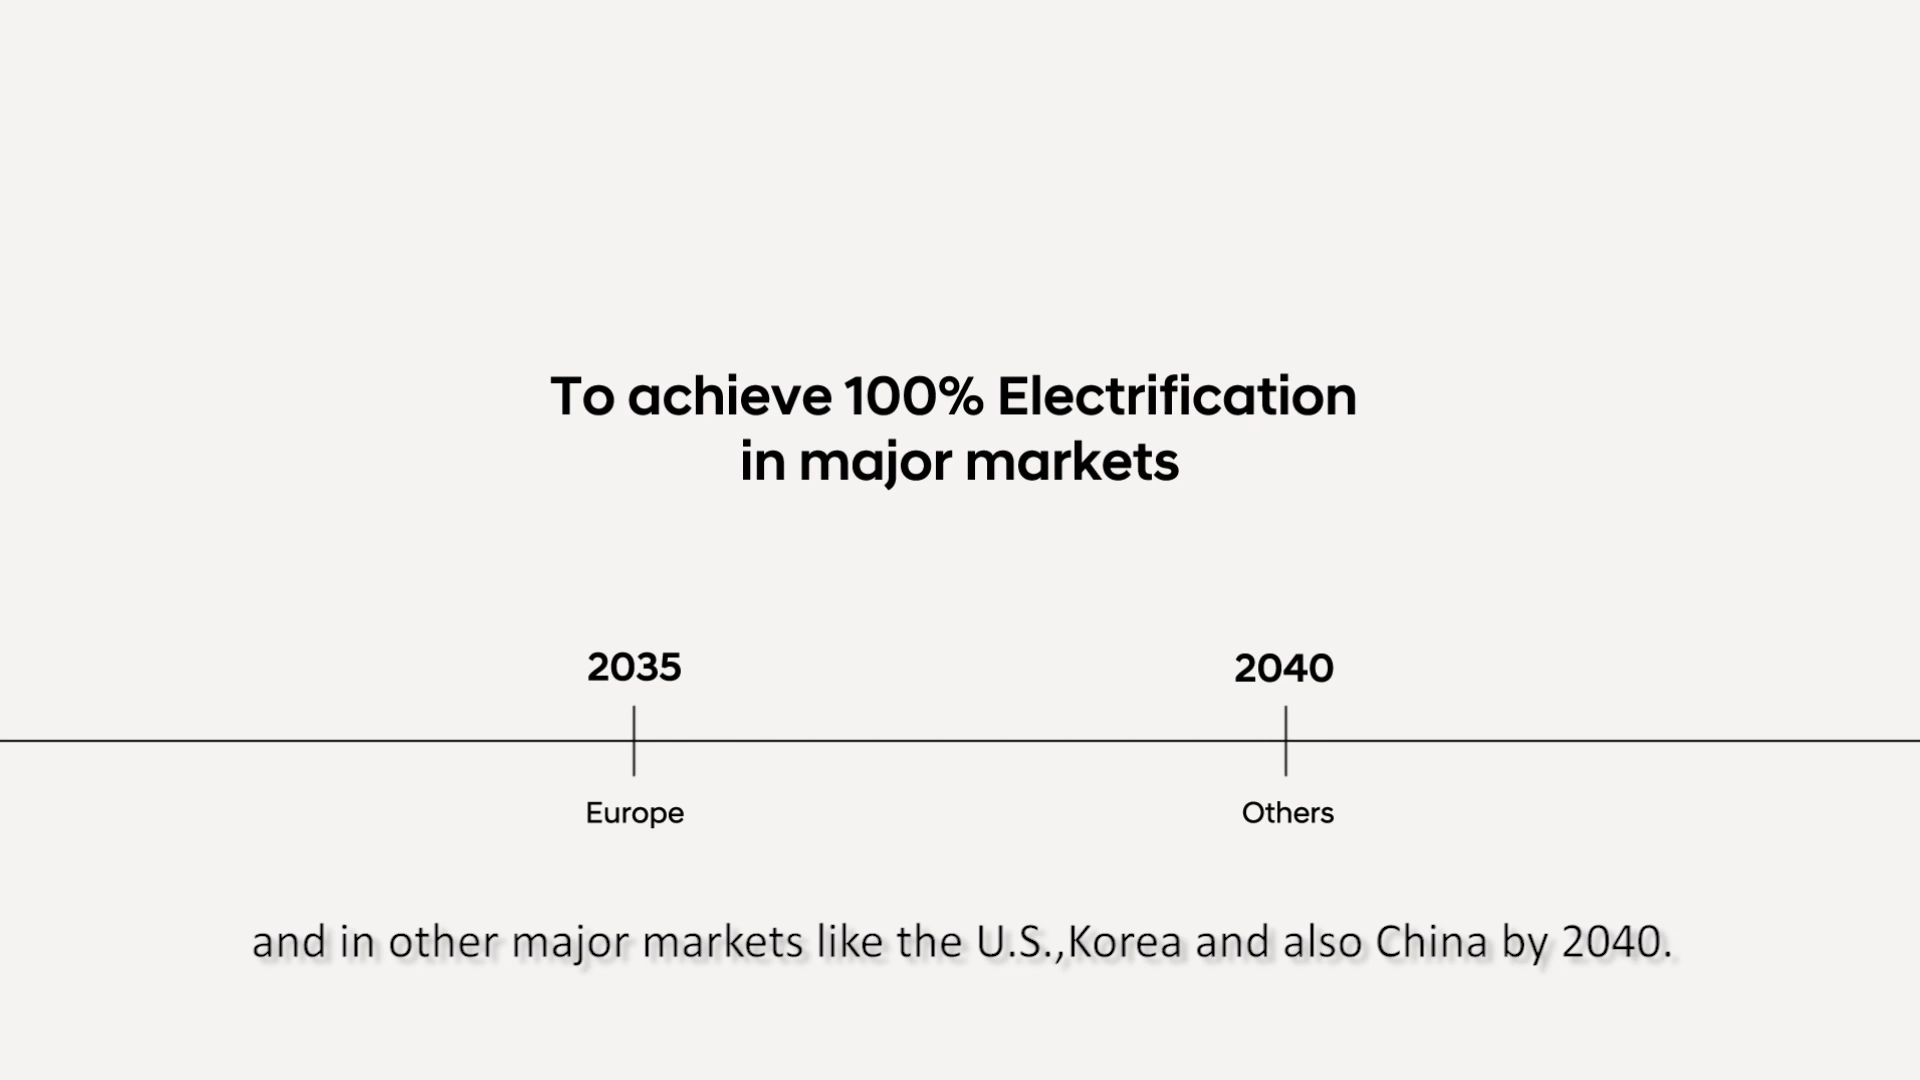 To achieve 100% Electrification
in major markets
2035
2040
Europe
Others
and in other major markets like the U.S.,Korea and also China by 2040.